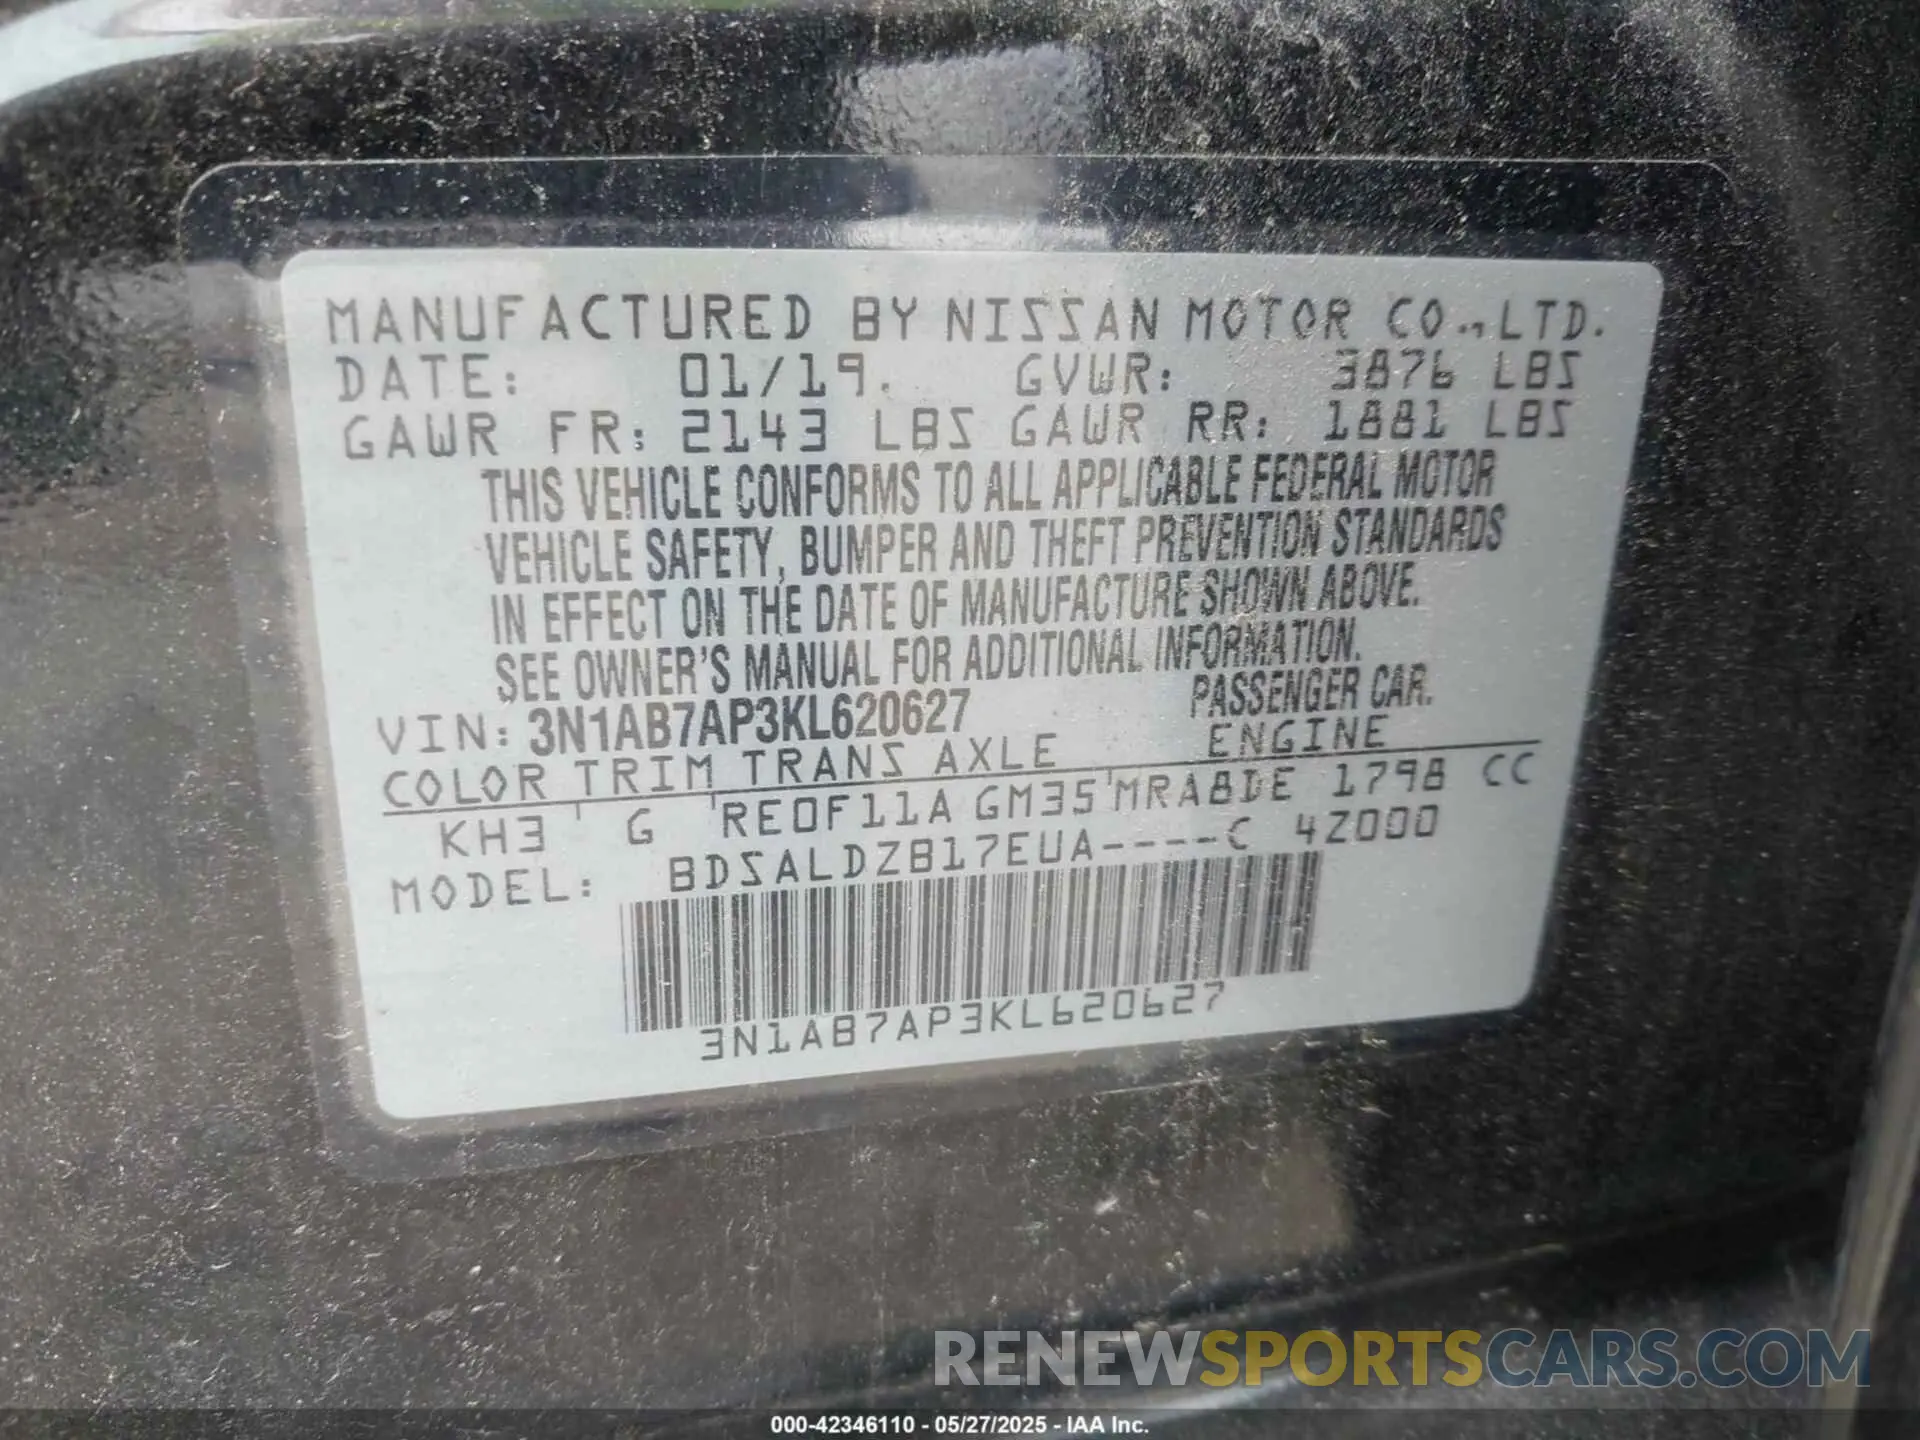 MANUFACTURED BY NISSAN MOTOR CO.,LTD.
DATE: 01/19. GVWR: 3876 LBS
GAWR FR: 2143 LBS GAWR RR: 1881 LBS
THIS VEHICLE CONFORMS TO ALL APPLICABLE FEDERAL MOTOR
VEHICLE SAFETY, BUMPER AND THEFT PREVENTION STANDARDS
IN EFFECT ON THE DATE OF MANUFACTURE SHOWN ABOVE.
SEE OWNER'S MANUAL FOR ADDITIONAL INFORMATION.
VIN: 3N1AB7AP3KL620627 PASSENGER CAR.
COLOR TRIM TRANS AXLE ENGINE
KH3 G RE0F11A GM35 MRA8DE 1798 CC
MODEL: BDSALDZB17EUA----C 4Z000
3N1AB7AP3KL620627
RENEWSPORTSCARS.COM
000-42346110 - 05/27/2025 - IAA Inc.